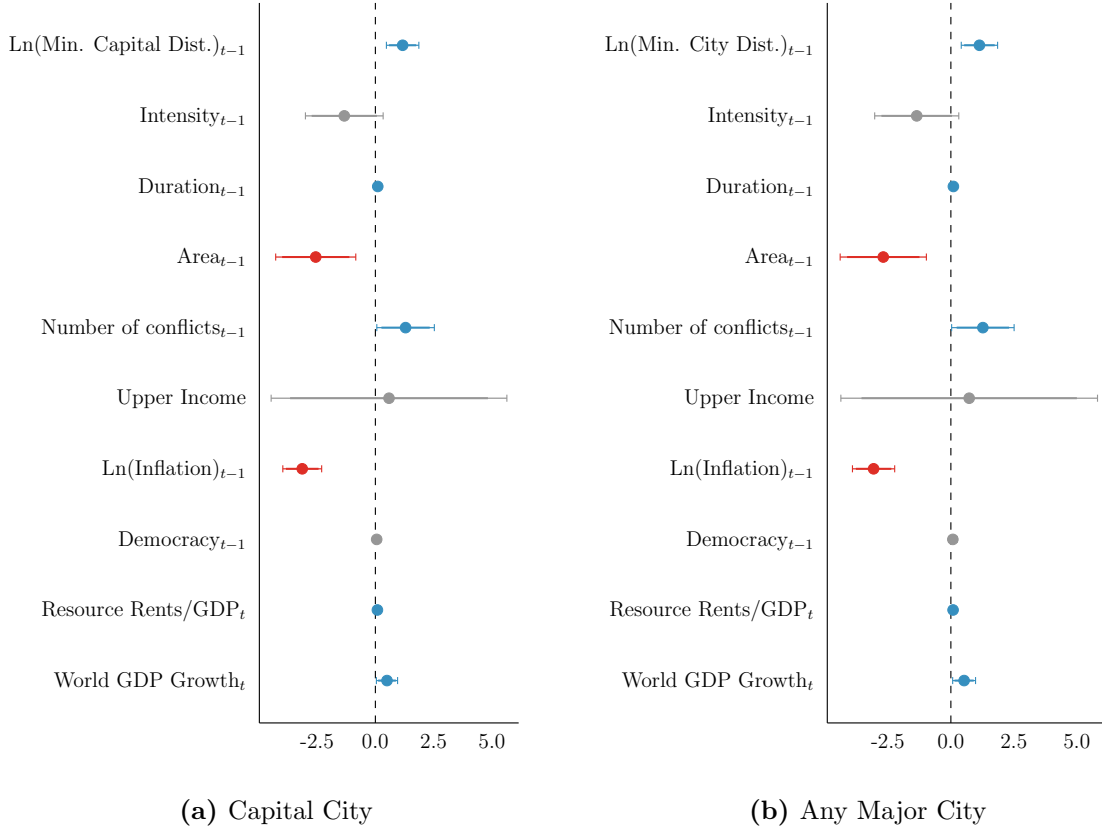 Ln(Min. Capital Dist.)t−1
Intensityt−1
Durationt−1
Areat−1
Number of conflictst−1
Upper Income
Ln(Inflation)t−1
Democracyt−1
Resource Rents/GDPt
World GDP Growtht
-2.5 0.0 2.5 5.0
(a) Capital City
Ln(Min. City Dist.)t−1
Intensityt−1
Durationt−1
Areat−1
Number of conflictst−1
Upper Income
Ln(Inflation)t−1
Democracyt−1
Resource Rents/GDPt
World GDP Growtht
-2.5 0.0 2.5 5.0
(b) Any Major City